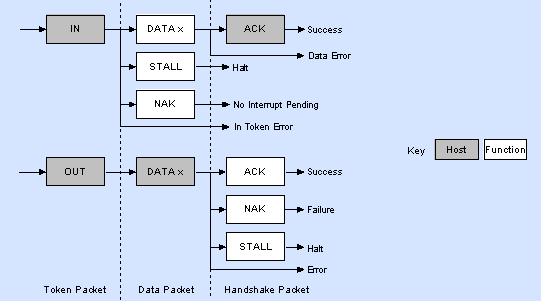 IN DATA x ACK Success
Data Error
STALL Halt
NAK No Interrupt Pending
In Token Error
Key Host Function
OUT DATA x ACK Success
NAK Failure
STALL Halt
Error
Token Packet Data Packet Handshake Packet